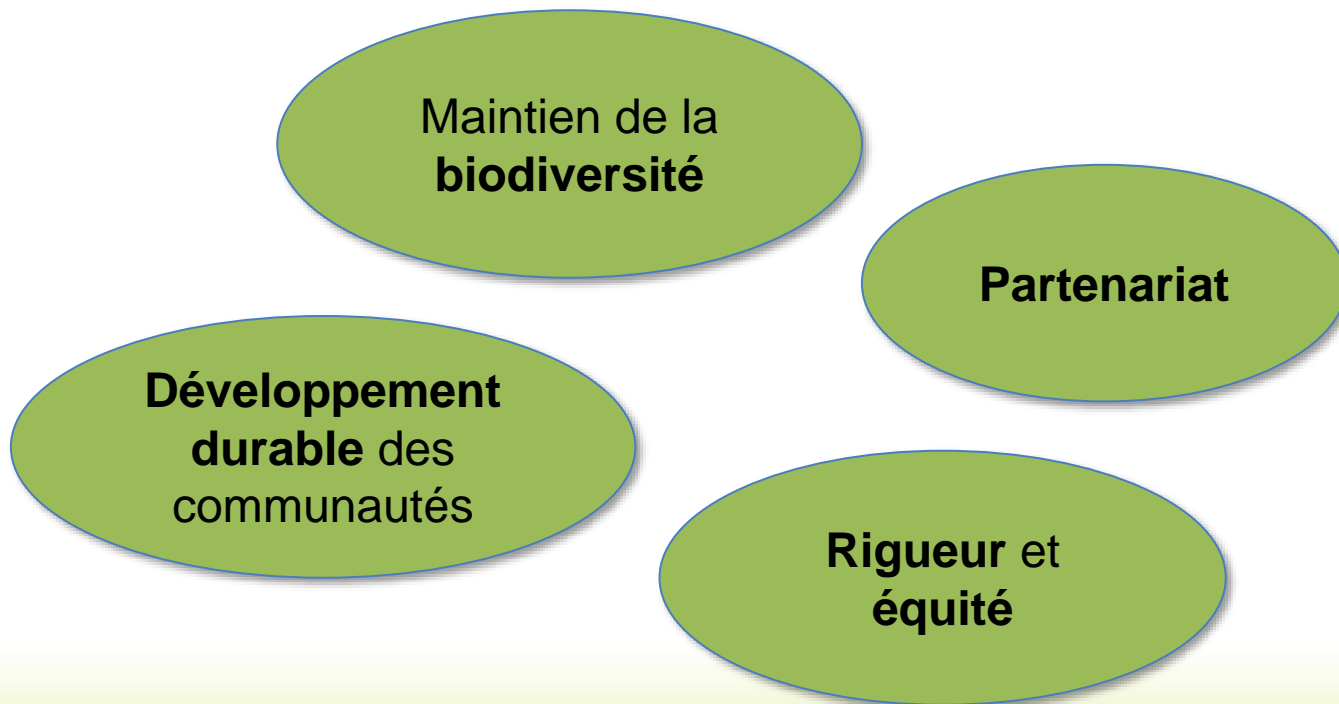 Maintien de la
biodiversité
Partenariat
Développement
durable des
communautés
Rigueur et
équité